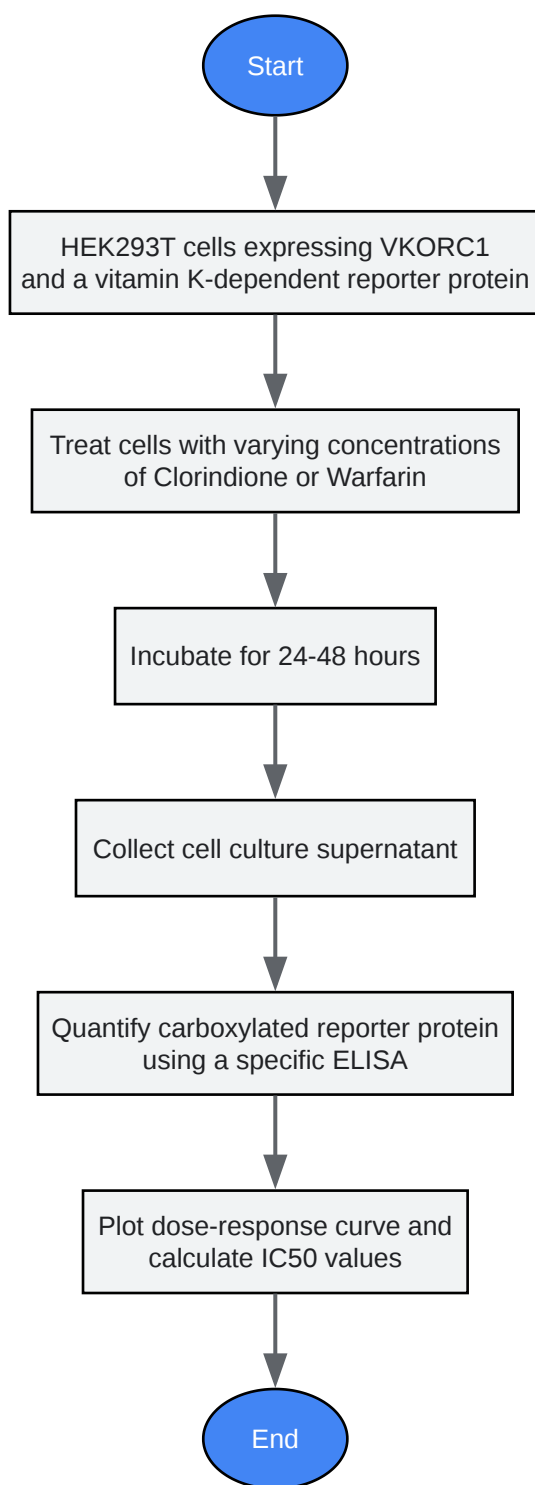 Start
HEK293T cells expressing VKORC1
and a vitamin K-dependent reporter protein
Treat cells with varying concentrations
of Clorindione or Warfarin
Incubate for 24-48 hours
Collect cell culture supernatant
Quantify carboxylated reporter protein
using a specific ELISA
Plot dose-response curve and
calculate IC50 values
End